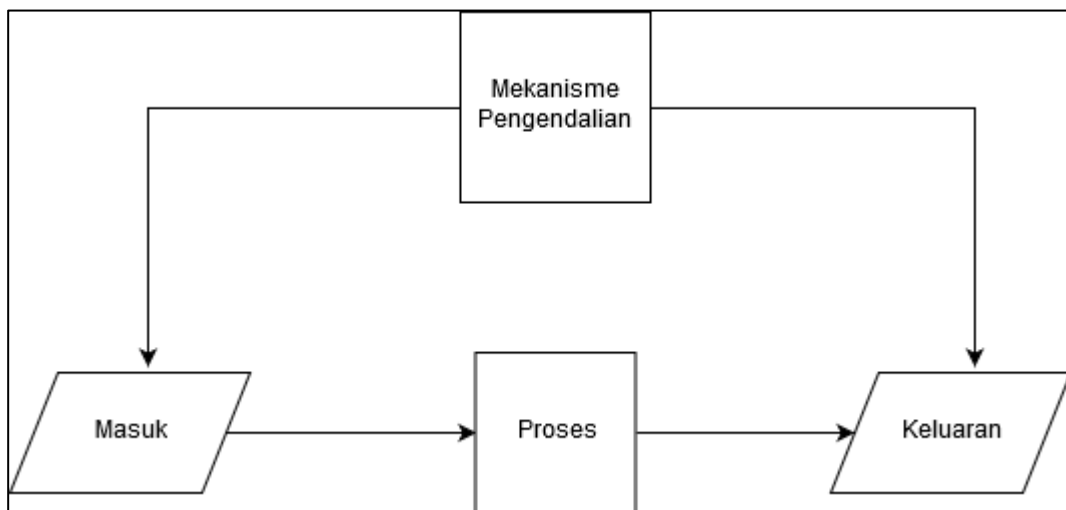 Mekanisme
Pengendalian
Masuk
Proses
Keluaran